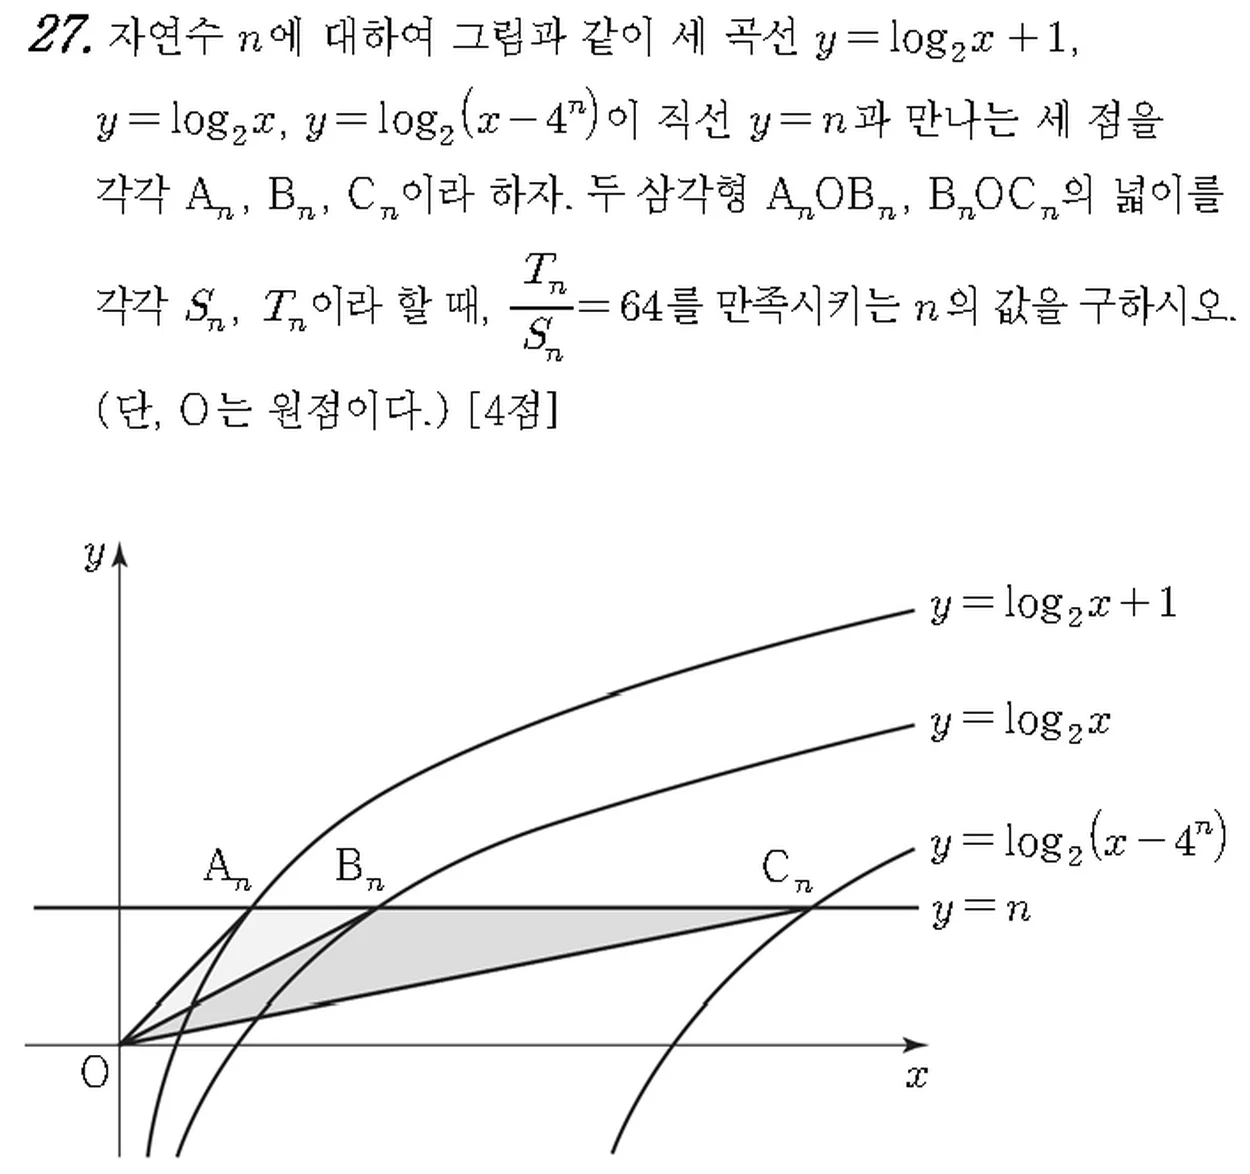 27. 자연수 n에 대하여 그림과 같이 세 곡선 y=log₂x+1,
y=log₂x, y=log₂(x-4ⁿ)이 직선 y=n과 만나는 세 점을
각각 Aₙ, Bₙ, Cₙ이라 하자. 두 삼각형 AₙOBₙ, BₙOCₙ의 넓이를
각각 Sₙ, Tₙ이라 할 때, Tₙ/Sₙ=64를 만족시키는 n의 값을 구하시오.
(단, O는 원점이다.) [4점]
y
y=log₂x+1
y=log₂x
y=log₂(x-4ⁿ)
Aₙ Bₙ Cₙ
y=n
O x